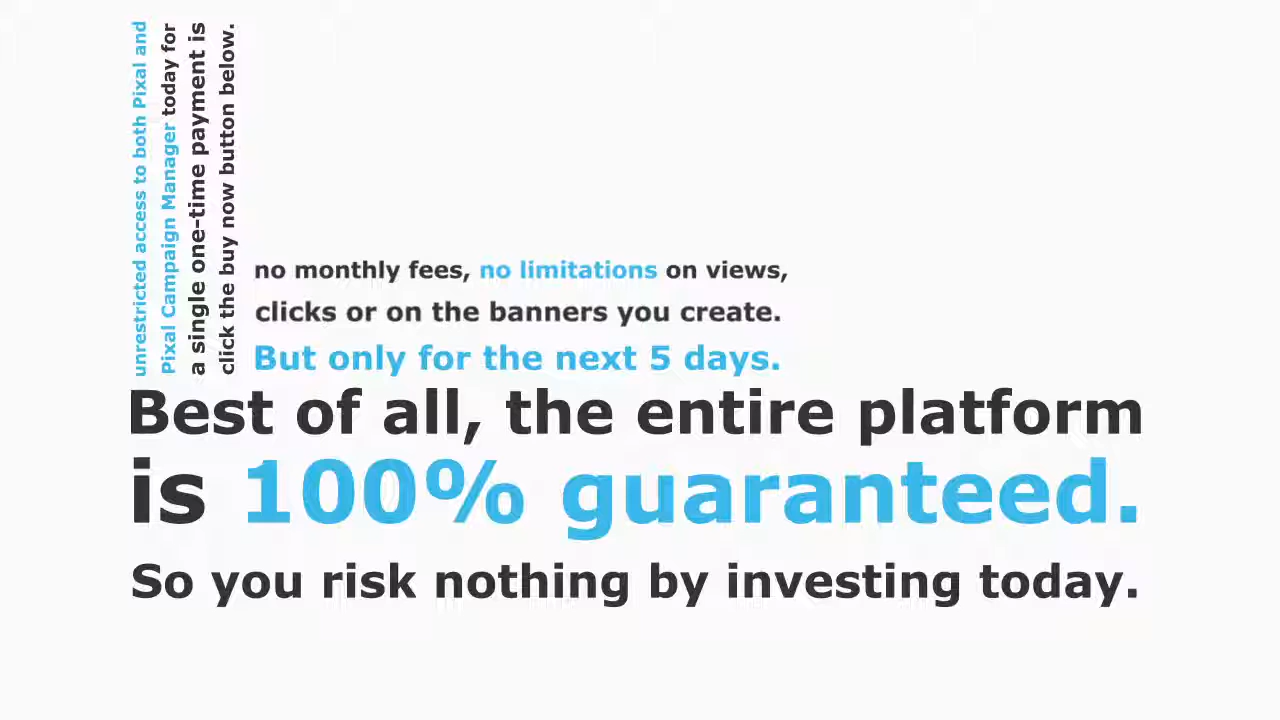 unrestricted access to both Pixal and
Pixal Campaign Manager today for
a single one-time payment is
click the buy now button below.
no monthly fees, no limitations on views,
clicks or on the banners you create.
But only for the next 5 days.
Best of all, the entire platform
is 100% guaranteed.
So you risk nothing by investing today.